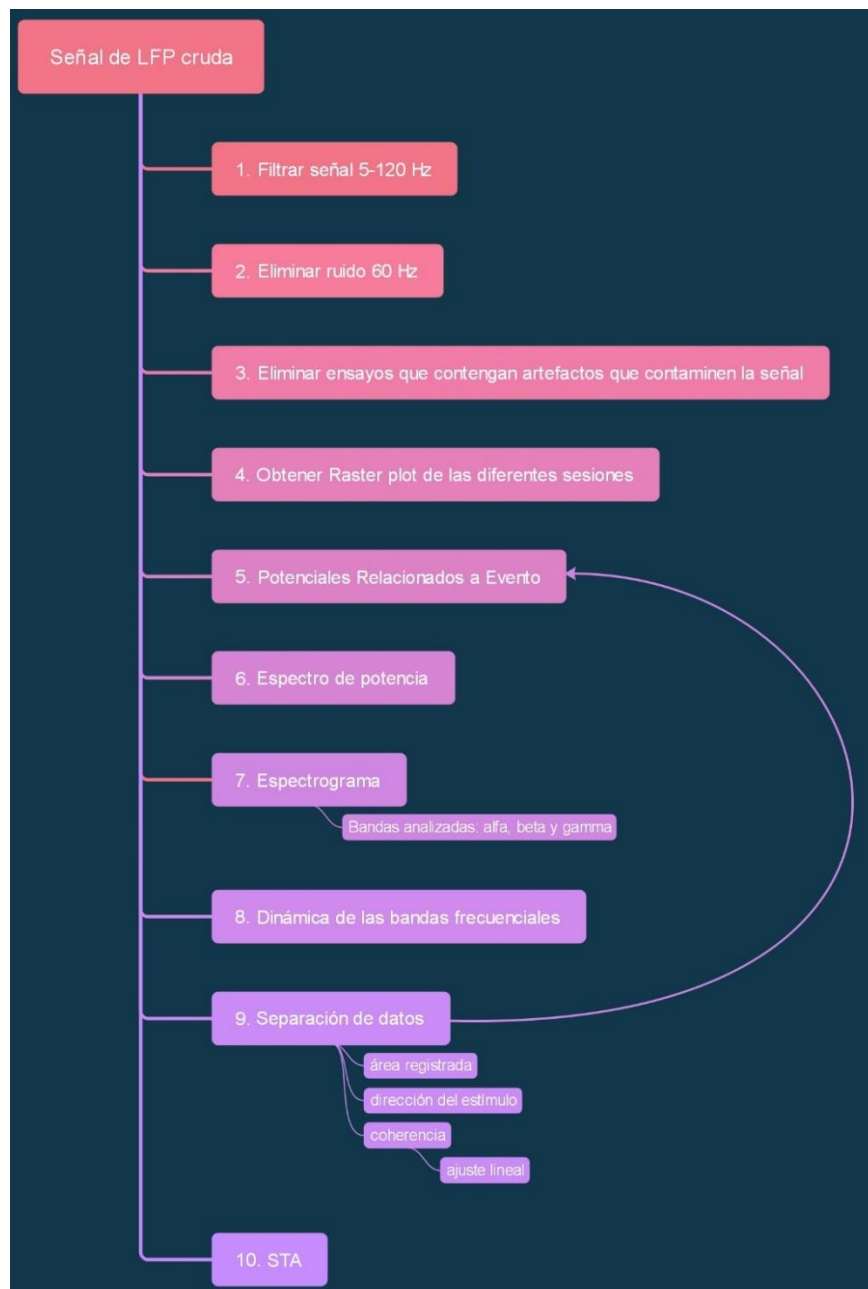 Señal de LFP cruda
1. Filtrar señal 5-120 Hz
2. Eliminar ruido 60 Hz
3. Eliminar ensayos que contengan artefactos que contaminen la señal
4. Obtener Raster plot de las diferentes sesiones
5. Potenciales Relacionados a Evento
6. Espectro de potencia
7. Espectrograma
Bandas analizadas: alfa, beta y gamma
8. Dinámica de las bandas frecuenciales
9. Separación de datos
área registrada
dirección del estímulo
coherencia
ajuste lineal
10. STA